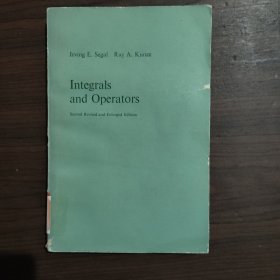 Irving E. Segal Ray A. Kunze
Integrals
and Operators
Second Revised and Enlarged Edition